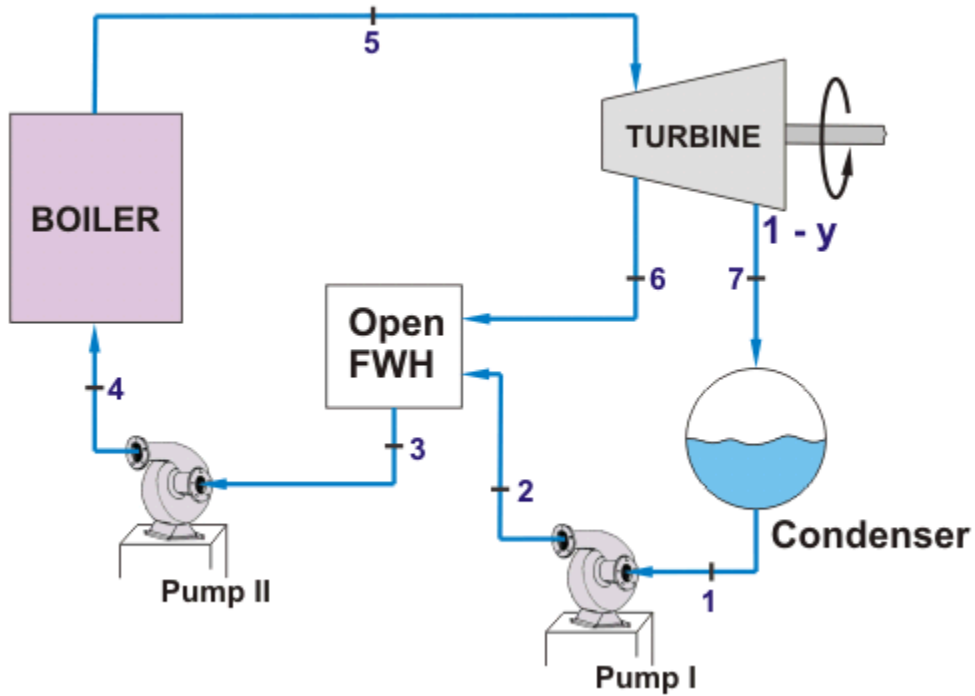 5
TURBINE
BOILER
1 - y
6
7
Open
FWH
4
3
2
Condenser
Pump II
1
Pump I